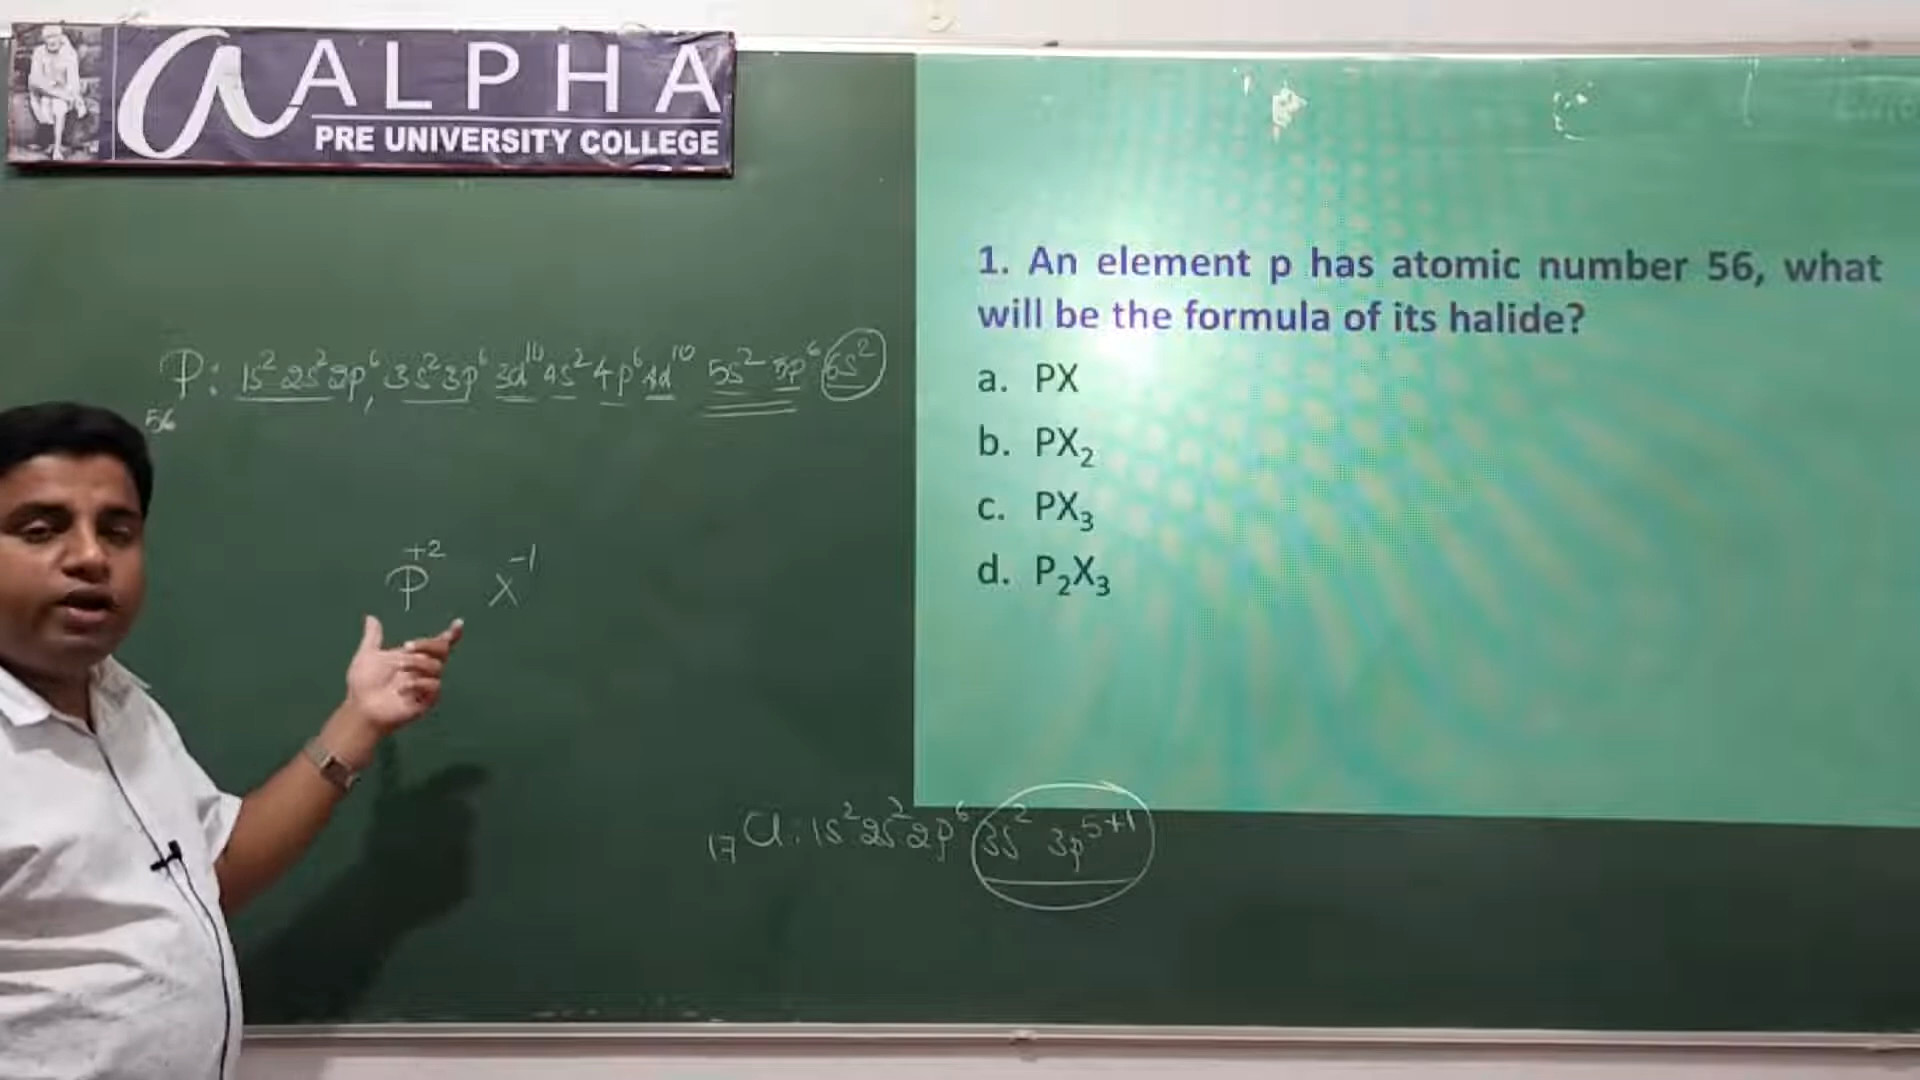 ALPHA
PRE UNIVERSITY COLLEGE
1. An element p has atomic number 56, what
will be the formula of its halide?
a. PX
b. PX₂
c. PX₃
d. P₂X₃
P: 1s² 2s² 2p⁶, 3s² 3p⁶ 3d¹⁰ 4s² 4p⁶ 4d¹⁰ 5s² 5p⁶ 6s²
56
P⁺² X⁻¹
₁₇Cl: 1s² 2s² 2p⁶ 3s² 3p⁵⁺¹